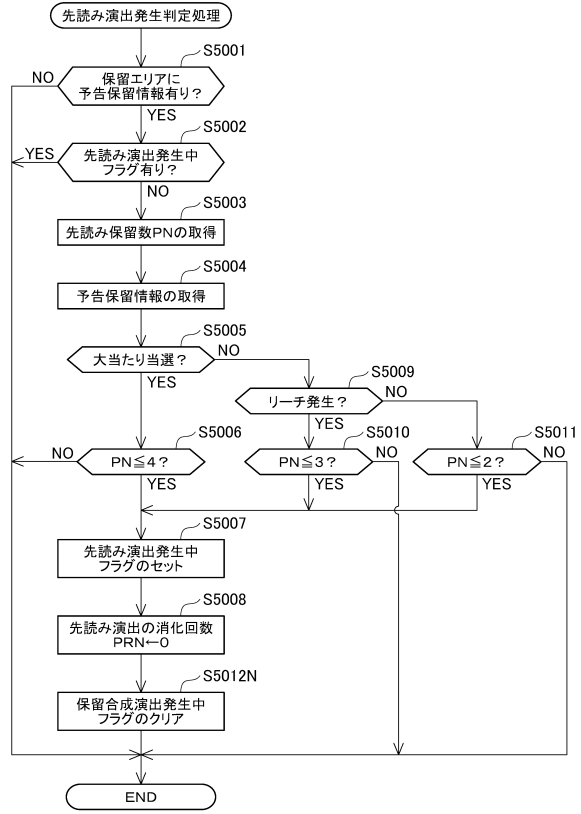 先読み演出発生判定処理
S5001
保留エリアに
予告保留情報有り？
NO
YES
S5002
先読み演出発生中
フラグ有り？
YES
NO
S5003
先読み保留数PNの取得
S5004
予告保留情報の取得
S5005
大当たり当選？
NO
YES
S5009
リーチ発生？
NO
YES
S5006
PN≦4？
NO
YES
S5010
PN≦3？
NO
YES
S5011
PN≦2？
NO
YES
S5007
先読み演出発生中
フラグのセット
S5008
先読み演出の消化回数
PRN←0
S5012N
保留合成演出発生中
フラグのクリア
END